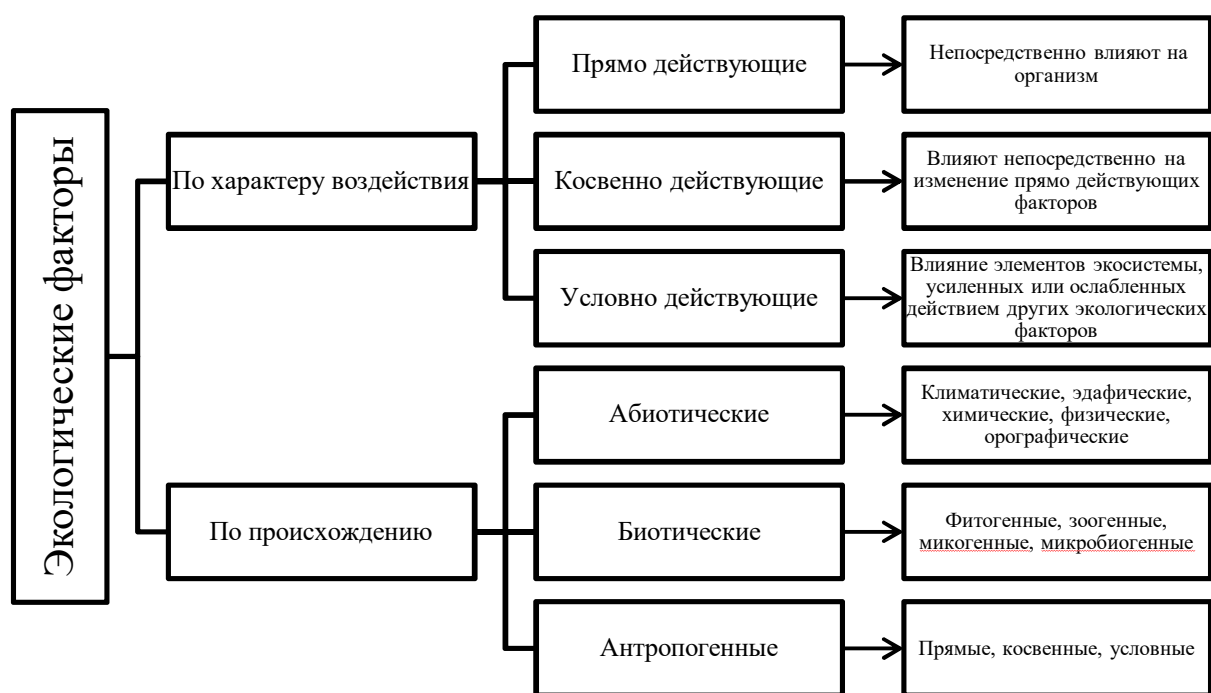 Экологические факторы
По характеру воздействия
Прямо действующие
Непосредственно влияют на
организм
Косвенно действующие
Влияют непосредственно на
изменение прямо действующих
факторов
Условно действующие
Влияние элементов экосистемы,
усиленных или ослабленных
действием других экологических
факторов
По происхождению
Абиотические
Климатические, эдафические,
химические, физические,
орографические
Биотические
Фитогенные, зоогенные,
микогенные, микробиогенные
Антропогенные
Прямые, косвенные, условные